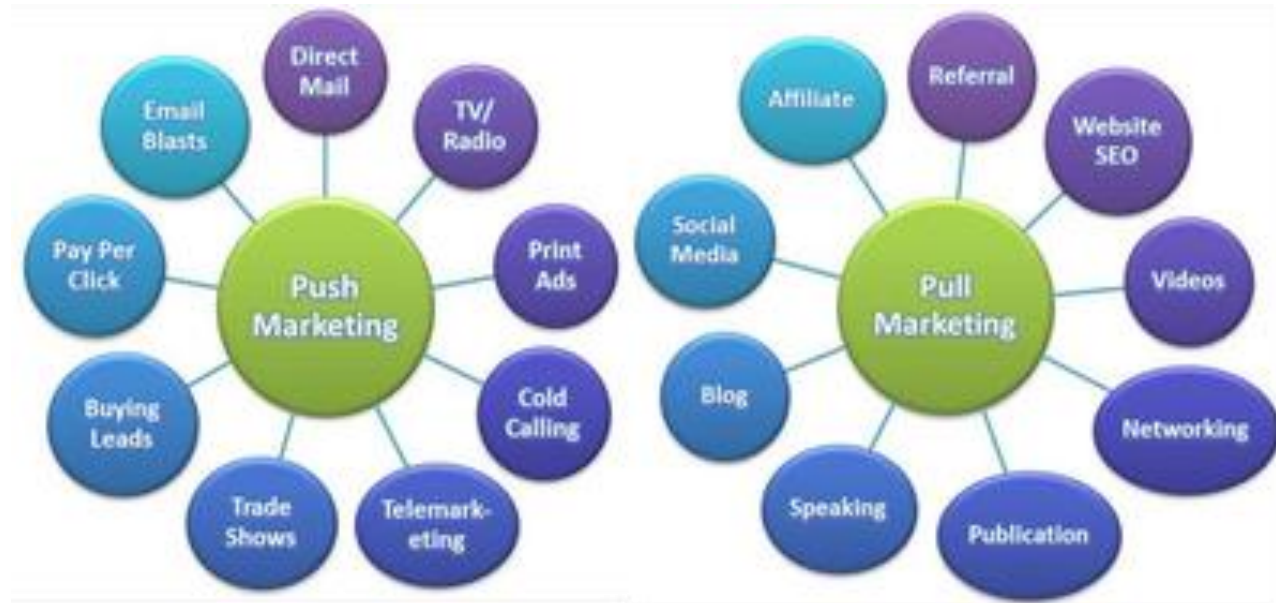 Push
Marketing
Direct
Mail
TV/
Radio
Print
Ads
Cold
Calling
Telemark-
eting
Trade
Shows
Buying
Leads
Pay Per
Click
Email
Blasts
Pull
Marketing
Referral
Website
SEO
Videos
Networking
Publication
Speaking
Blog
Social
Media
Affiliate